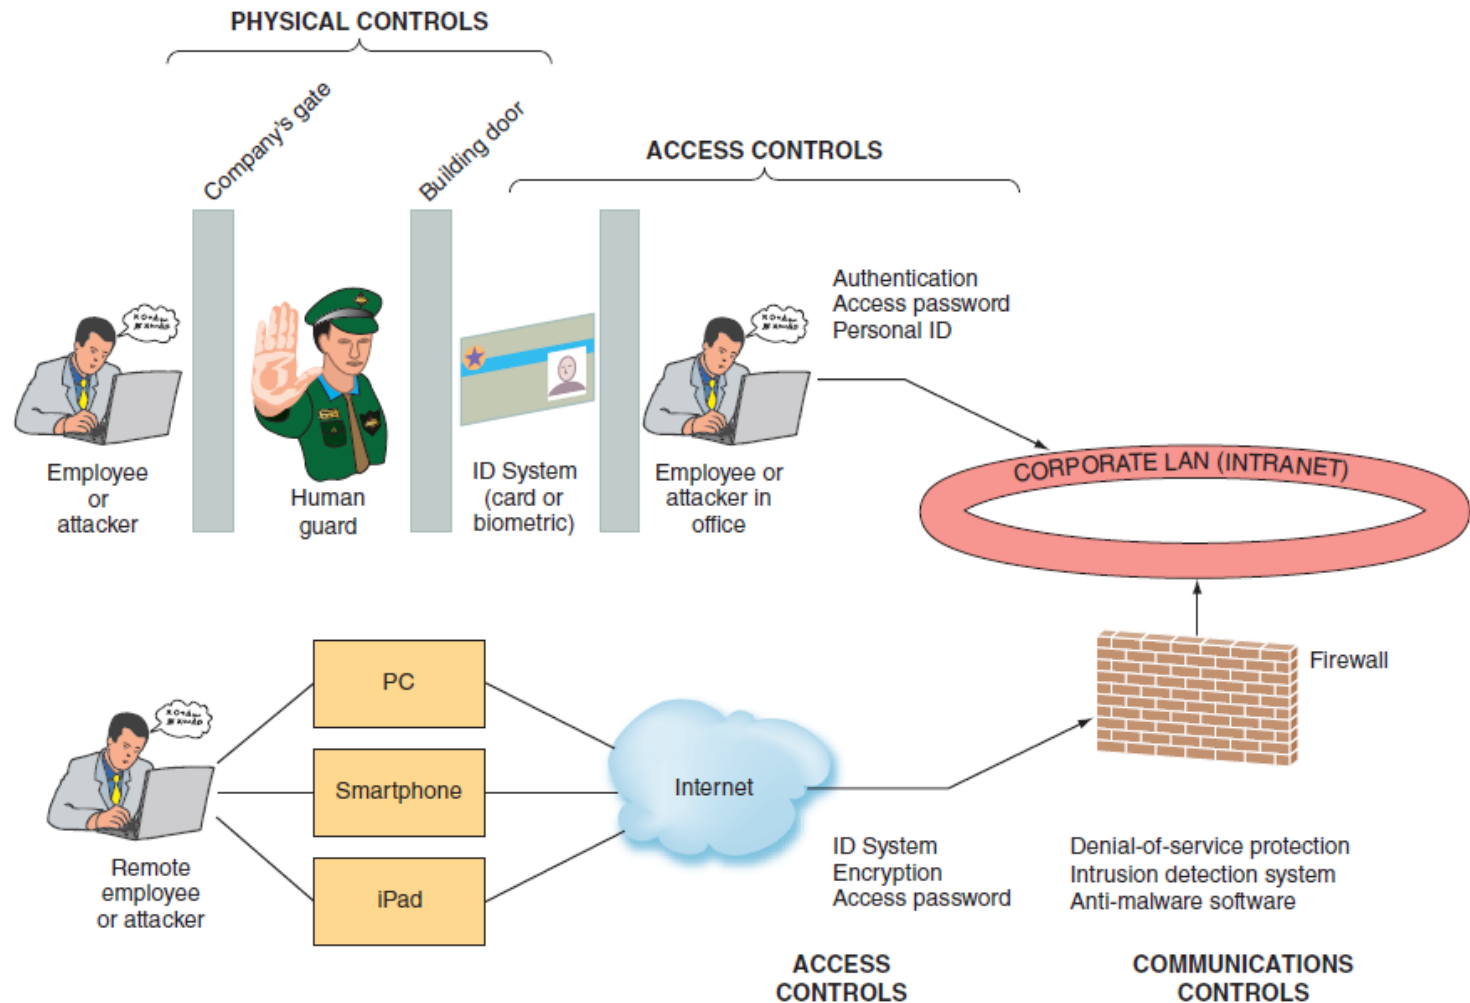 PHYSICAL CONTROLS
Company's gate
Building door
ACCESS CONTROLS
Authentication
Access password
Personal ID
Employee
or
attacker
Human
guard
ID System
(card or
biometric)
Employee or
attacker in
office
CORPORATE LAN (INTRANET)
PC
Smartphone
iPad
Remote
employee
or attacker
Internet
Firewall
ID System
Encryption
Access password
Denial-of-service protection
Intrusion detection system
Anti-malware software
ACCESS
CONTROLS
COMMUNICATIONS
CONTROLS